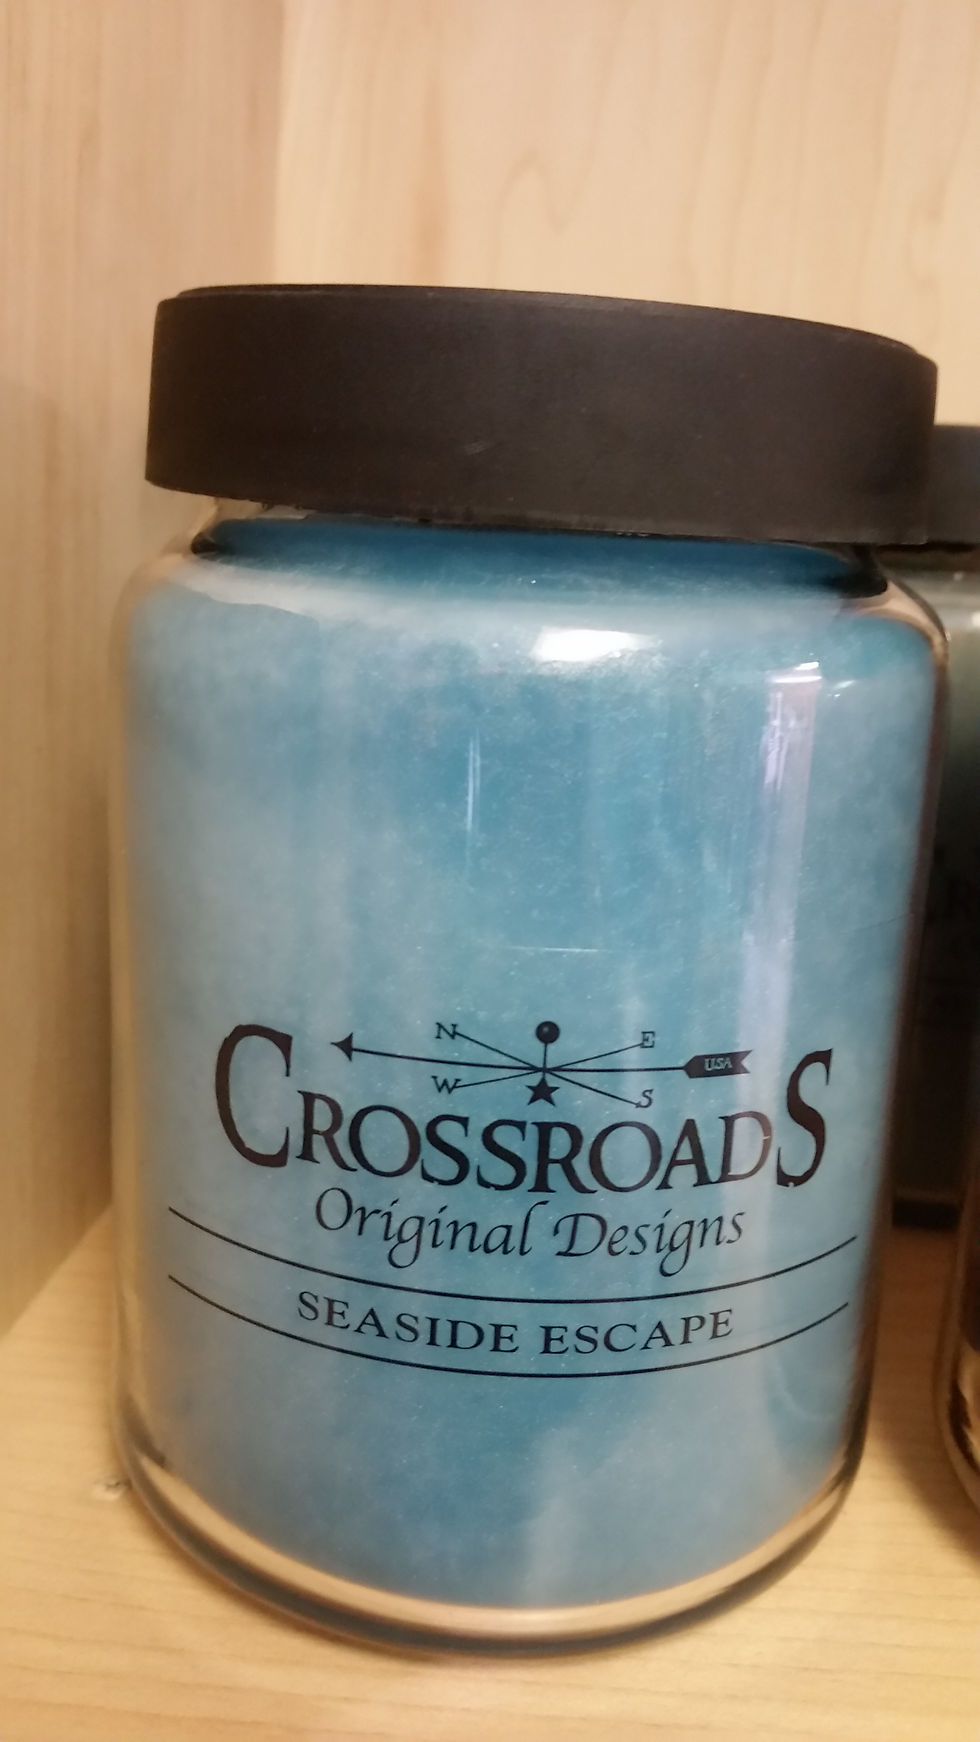 N E
USA
W S
CROSSROADS
Original Designs
SEASIDE ESCAPE